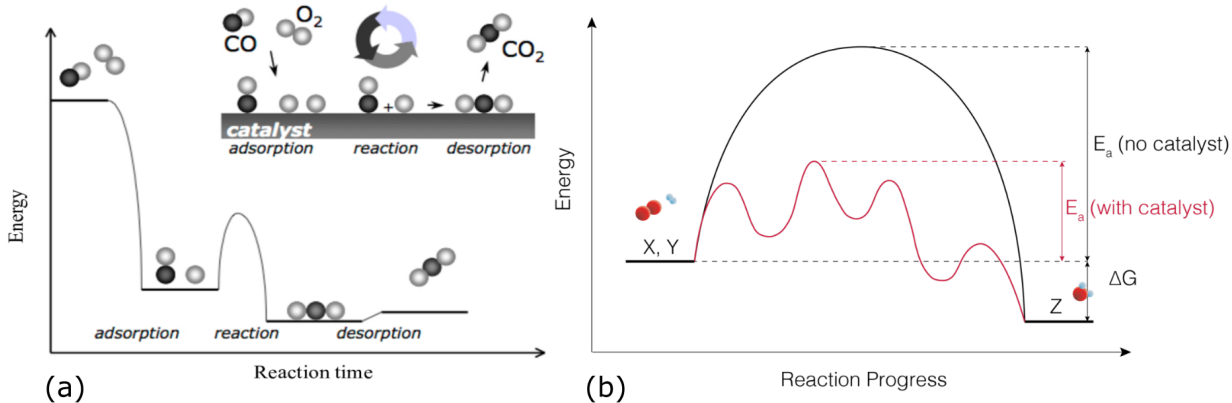 CO
O₂
CO₂
+
catalyst
adsorption
reaction
desorption
Energy
adsorption
reaction
desorption
Reaction time
(a)
Energy
X, Y
Eₐ (no catalyst)
Eₐ (with catalyst)
ΔG
Z
Reaction Progress
(b)